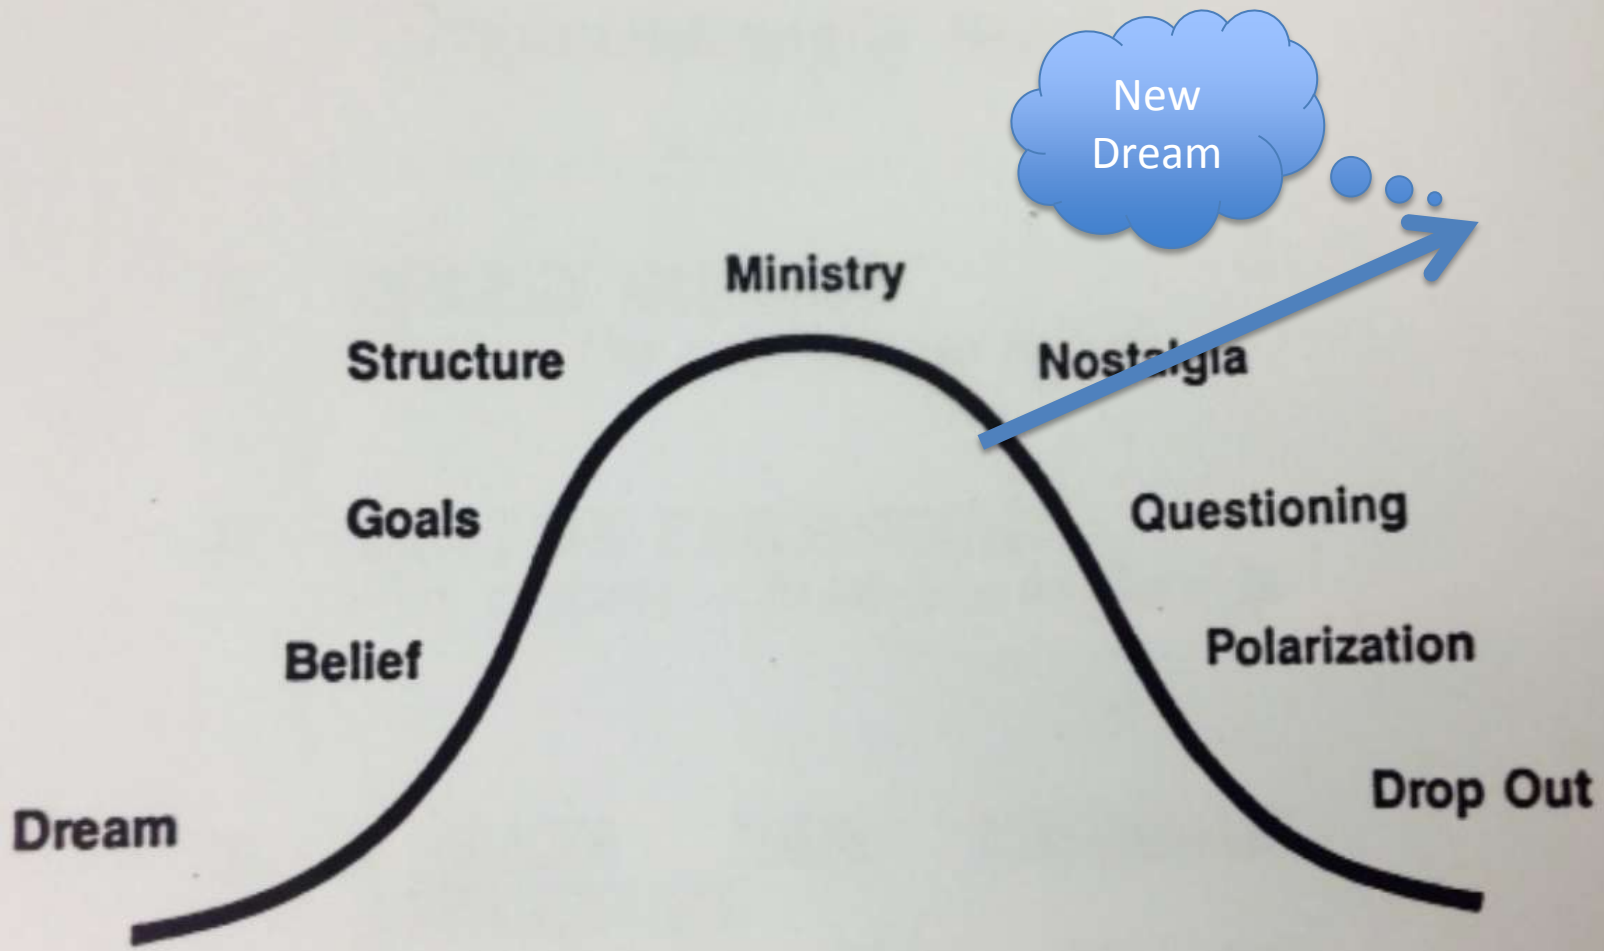 New
Dream
Ministry
Structure
Nostalgia
Goals
Questioning
Belief
Polarization
Drop Out
Dream